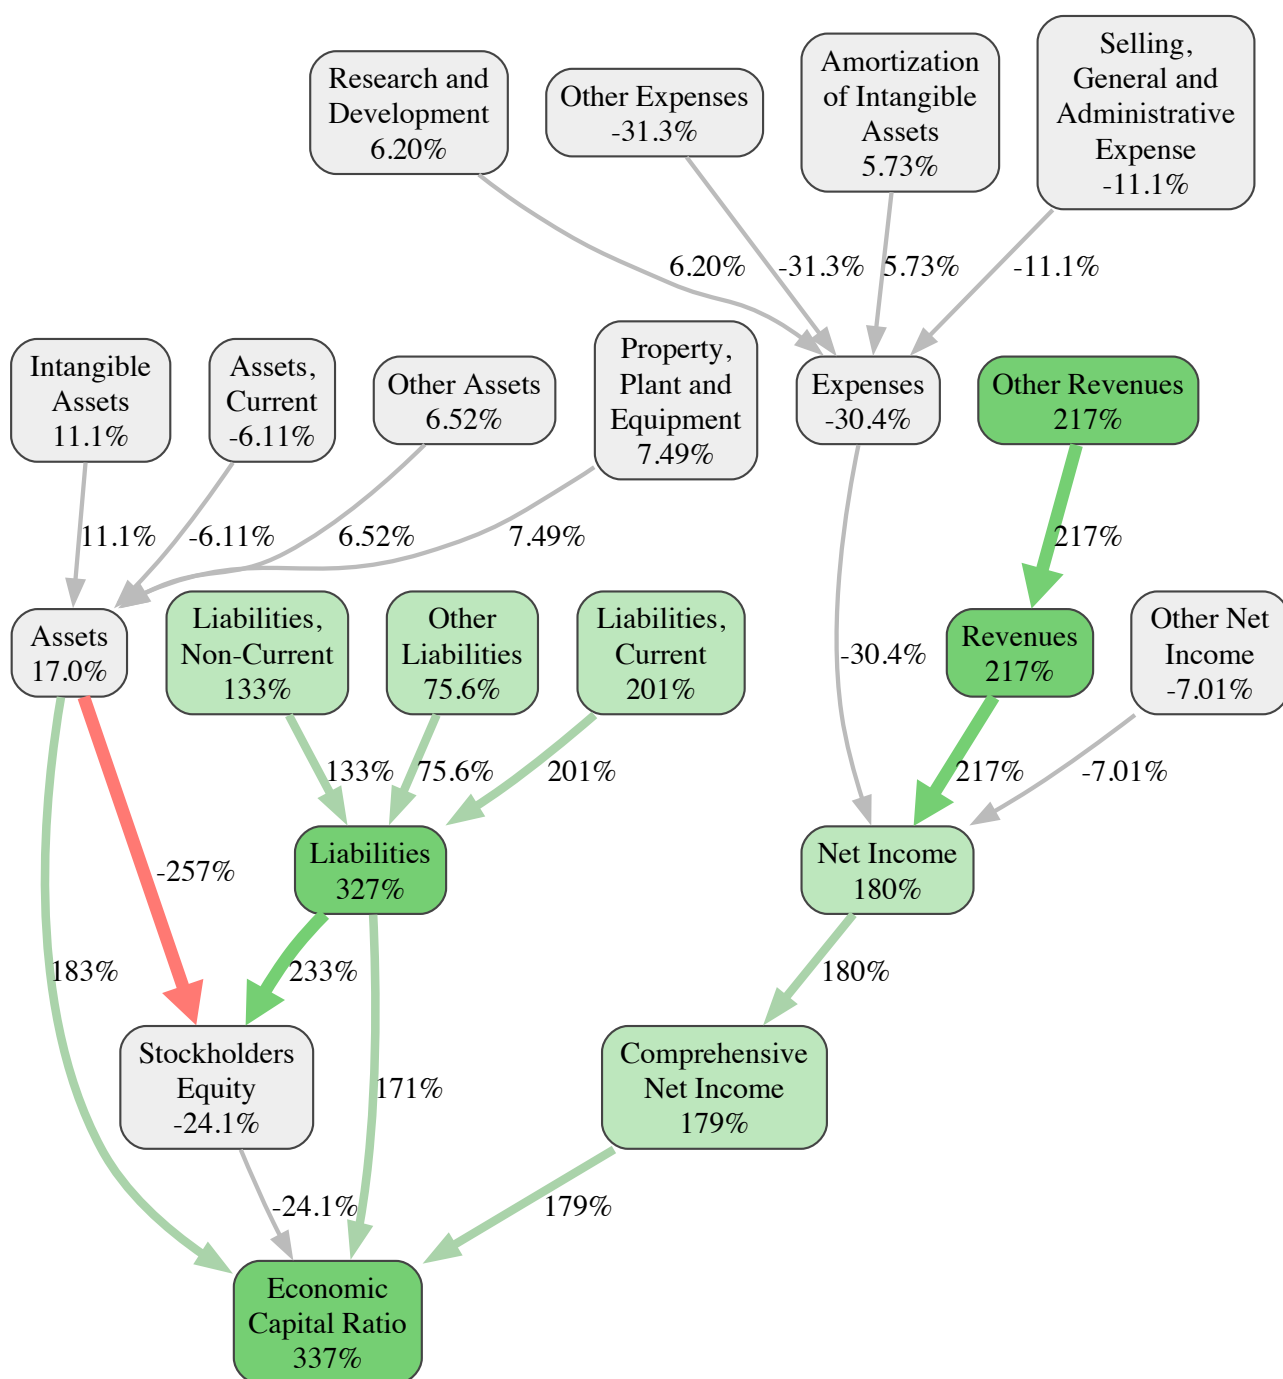 Research and
Development
6.20%
Other Expenses
-31.3%
Amortization
of Intangible
Assets
5.73%
Selling,
General and
Administrative
Expense
-11.1%
6.20%
-31.3%
5.73%
-11.1%
Intangible
Assets
11.1%
Assets,
Current
-6.11%
Other Assets
6.52%
Property,
Plant and
Equipment
7.49%
Expenses
-30.4%
Other Revenues
217%
11.1%
-6.11%
6.52%
7.49%
217%
Assets
17.0%
Liabilities,
Non-Current
133%
Other
Liabilities
75.6%
Liabilities,
Current
201%
-30.4%
Revenues
217%
Other Net
Income
-7.01%
133%
75.6%
201%
217%
-7.01%
-257%
Liabilities
327%
Net Income
180%
183%
233%
180%
Stockholders
Equity
-24.1%
171%
Comprehensive
Net Income
179%
-24.1%
179%
Economic
Capital Ratio
337%